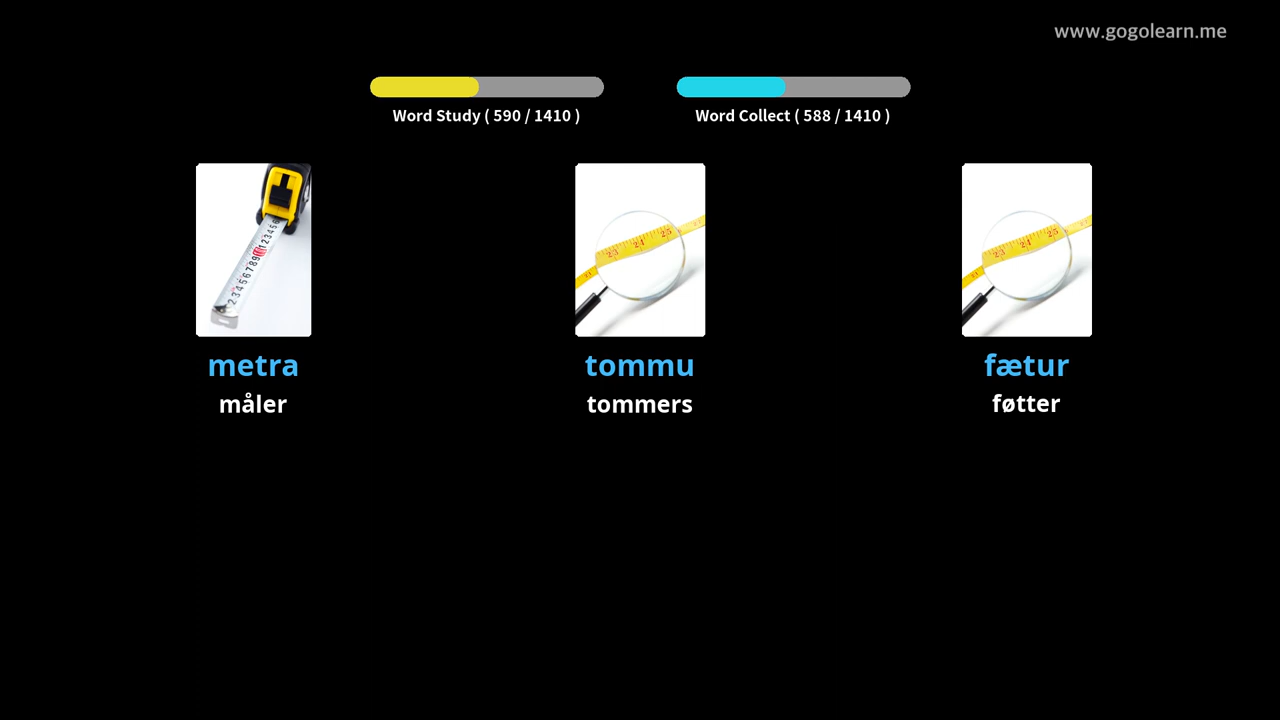 www.gogolearn.me
Word Study ( 590 / 1410 )
Word Collect ( 588 / 1410 )
metra
måler
tommu
tommers
fætur
føtter